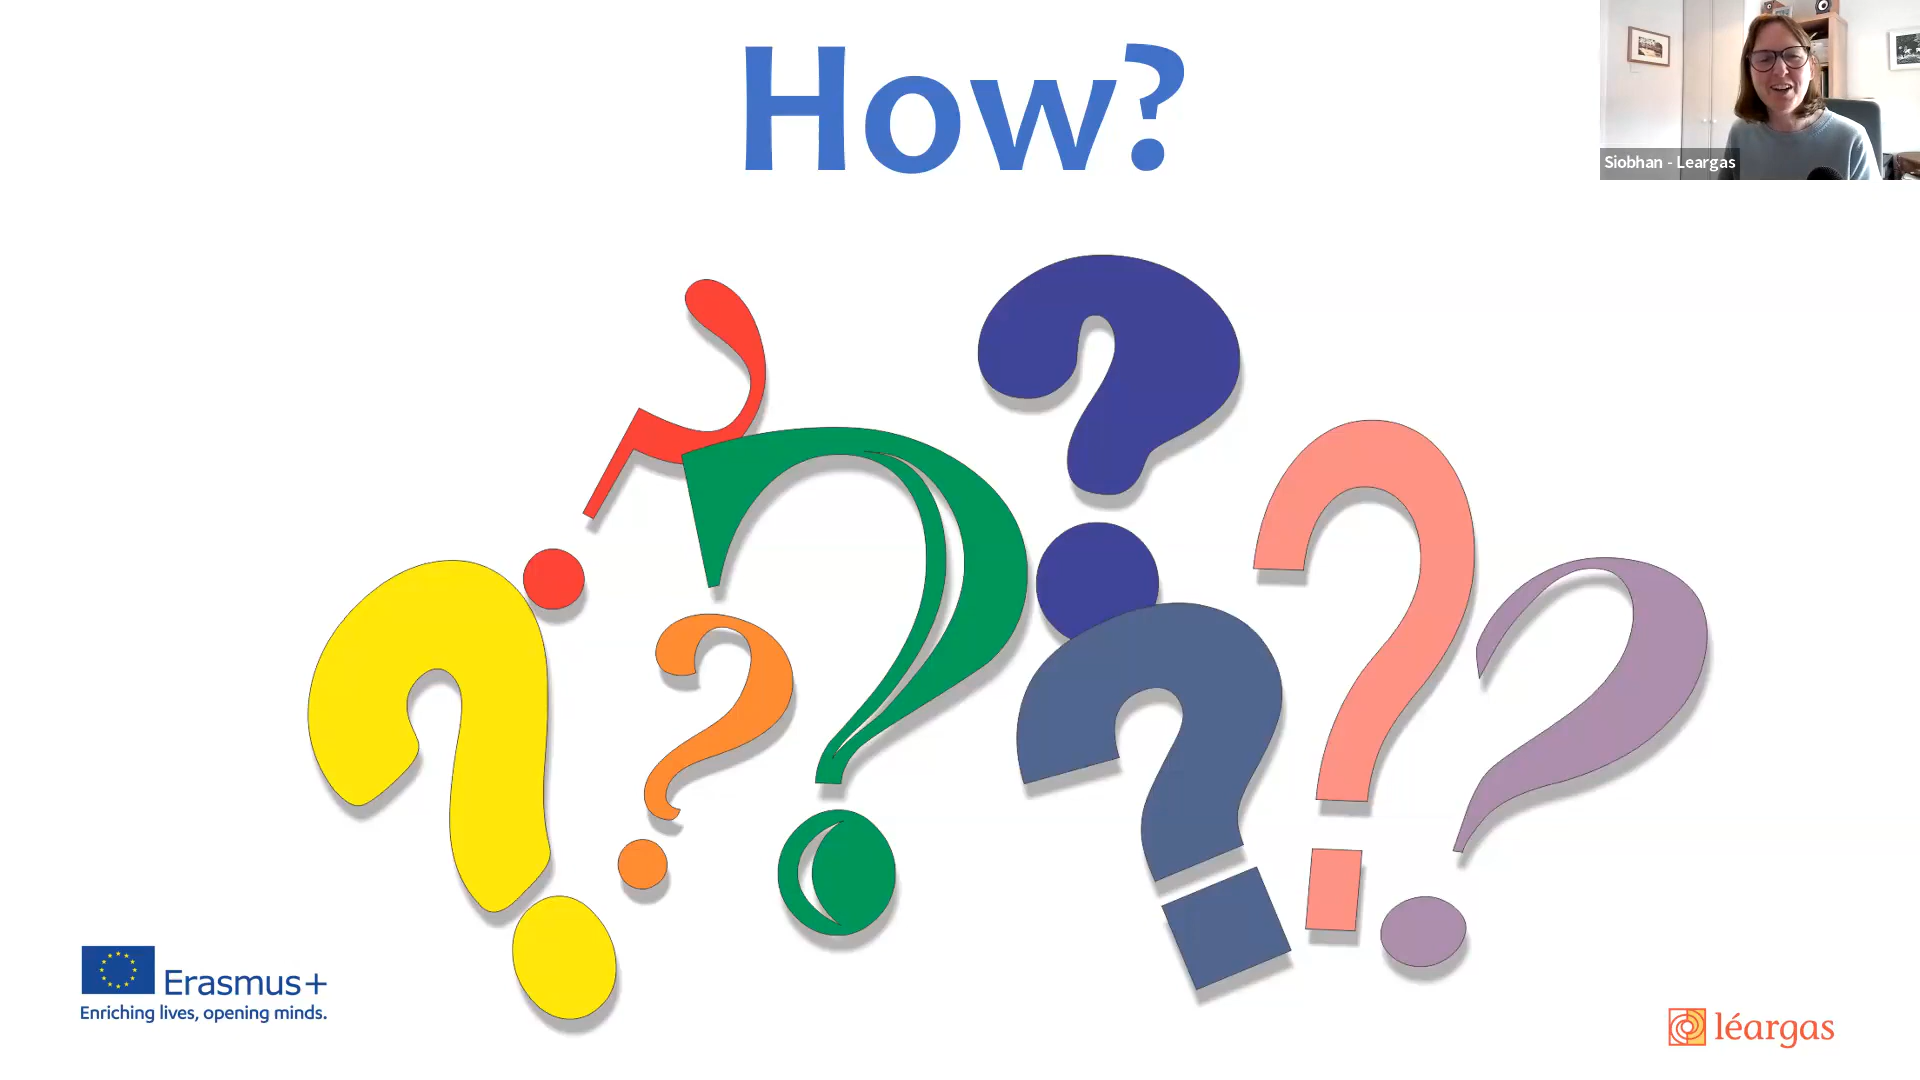 How?
Siobhan - Leargas
? ? ? ? ? ? ? ?
Erasmus+
Enriching lives, opening minds.
léargas